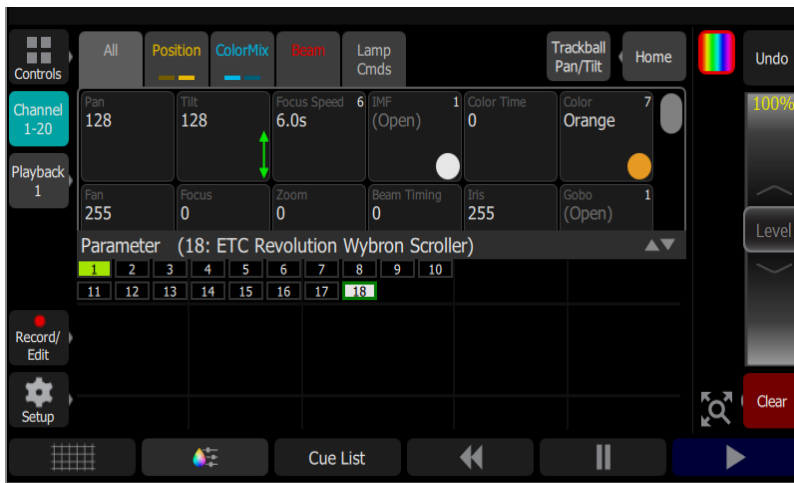 Controls
All
Position
ColorMix
Beam
Lamp
Cmds
Trackball
Pan/Tilt
Home
Undo
Channel
1-20
Pan
128
Tilt
128
Focus Speed 6
6.0s
IMF 1
(Open)
Color Time
0
Color 7
Orange
100%
Playback
1
Fan
255
Focus
0
Zoom
0
Beam Timing
0
Iris
255
Gobo 1
(Open)
Level
Parameter (18: ETC Revolution Wybron Scroller)
1 2 3 4 5 6 7 8 9 10
11 12 13 14 15 16 17 18
Record/
Edit
Setup
Clear
Cue List